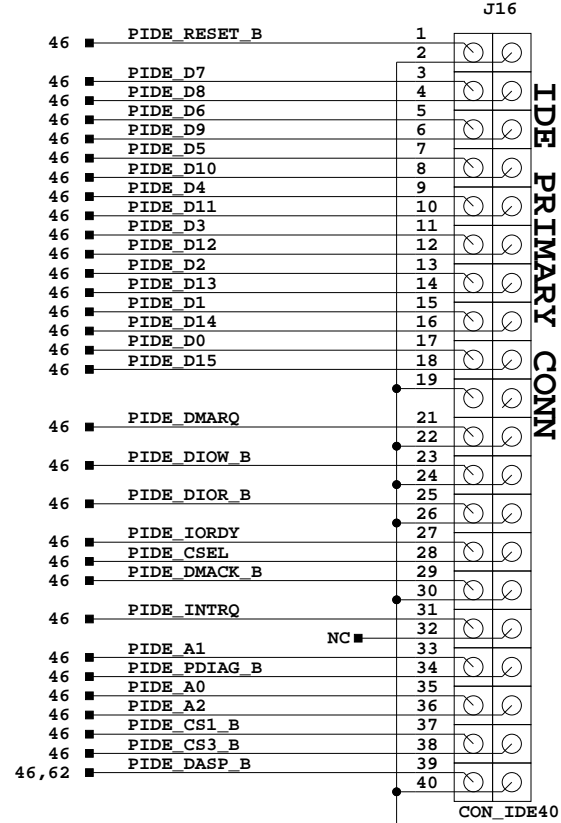 J16
46 PIDE_RESET_B 1
2
46 PIDE_D7 3
46 PIDE_D8 4
46 PIDE_D6 5
46 PIDE_D9 6
46 PIDE_D5 7
46 PIDE_D10 8
46 PIDE_D4 9
46 PIDE_D11 10
46 PIDE_D3 11
46 PIDE_D12 12
46 PIDE_D2 13
46 PIDE_D13 14
46 PIDE_D1 15
46 PIDE_D14 16
46 PIDE_D0 17
46 PIDE_D15 18
19
46 PIDE_DMARQ 21
22
46 PIDE_DIOW_B 23
24
46 PIDE_DIOR_B 25
26
46 PIDE_IORDY 27
46 PIDE_CSEL 28
46 PIDE_DMACK_B 29
30
46 PIDE_INTRQ 31
NC 32
46 PIDE_A1 33
46 PIDE_PDIAG_B 34
46 PIDE_A0 35
46 PIDE_A2 36
46 PIDE_CS1_B 37
46 PIDE_CS3_B 38
46,62 PIDE_DASP_B 39
40
IDE PRIMARY CONN
CON_IDE40